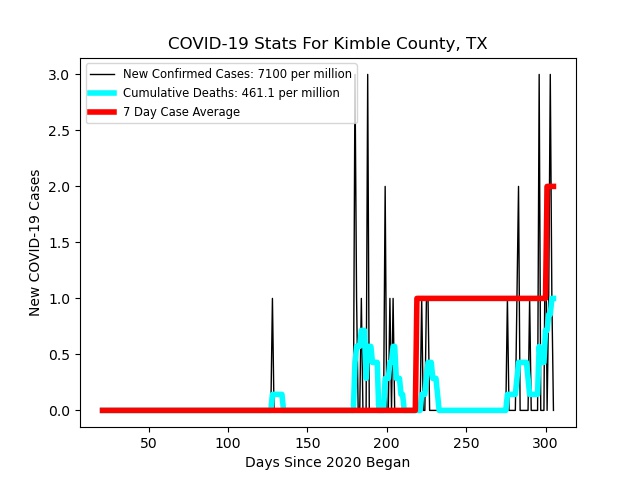 COVID-19 Stats For Kimble County, TX
New Confirmed Cases: 7100 per million
Cumulative Deaths: 461.1 per million
7 Day Case Average
3.0
2.5
2.0
1.5
1.0
0.5
0.0
New COVID-19 Cases
50 100 150 200 250 300
Days Since 2020 Began